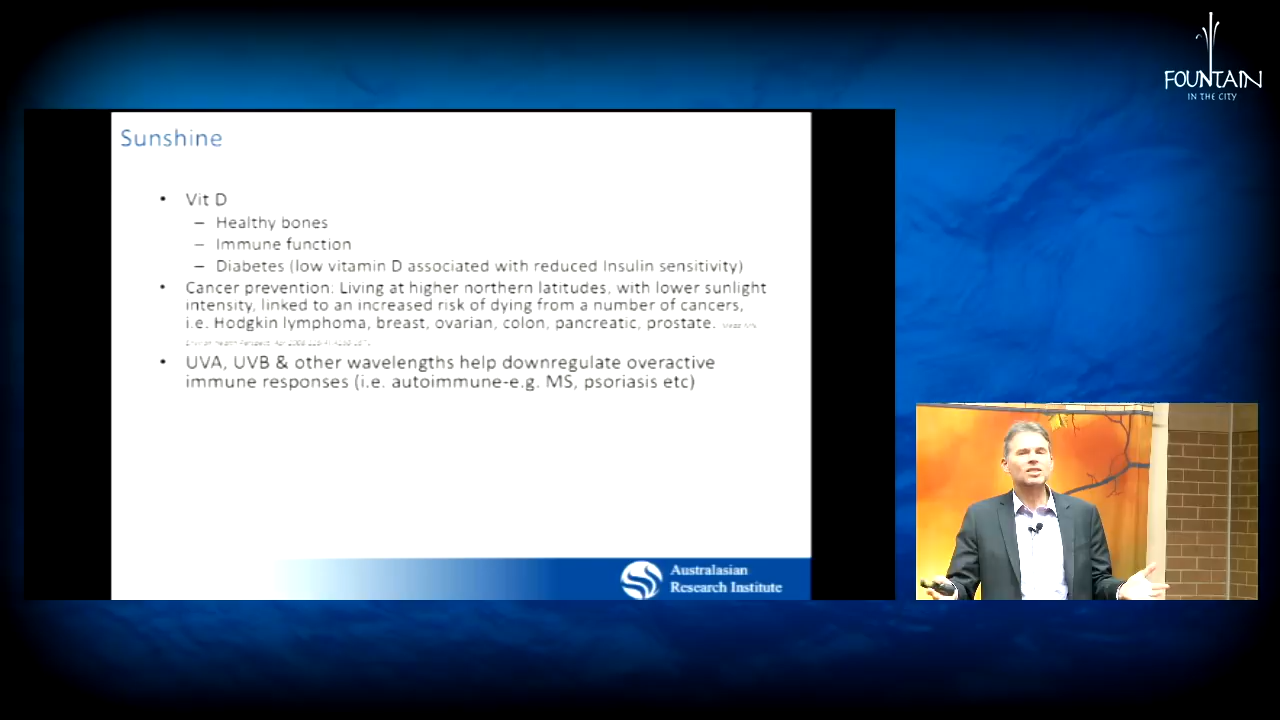 FOUNTAIN
IN THE CITY
Sunshine
• Vit D
– Healthy bones
– Immune function
– Diabetes (low vitamin D associated with reduced Insulin sensitivity)
• Cancer prevention: Living at higher northern latitudes, with lower sunlight
intensity, linked to an increased risk of dying from a number of cancers,
i.e. Hodgkin lymphoma, breast, ovarian, colon, pancreatic, prostate.
• UVA, UVB & other wavelengths help downregulate overactive
immune responses (i.e. autoimmune-e.g. MS, psoriasis etc)
Australasian
Research Institute